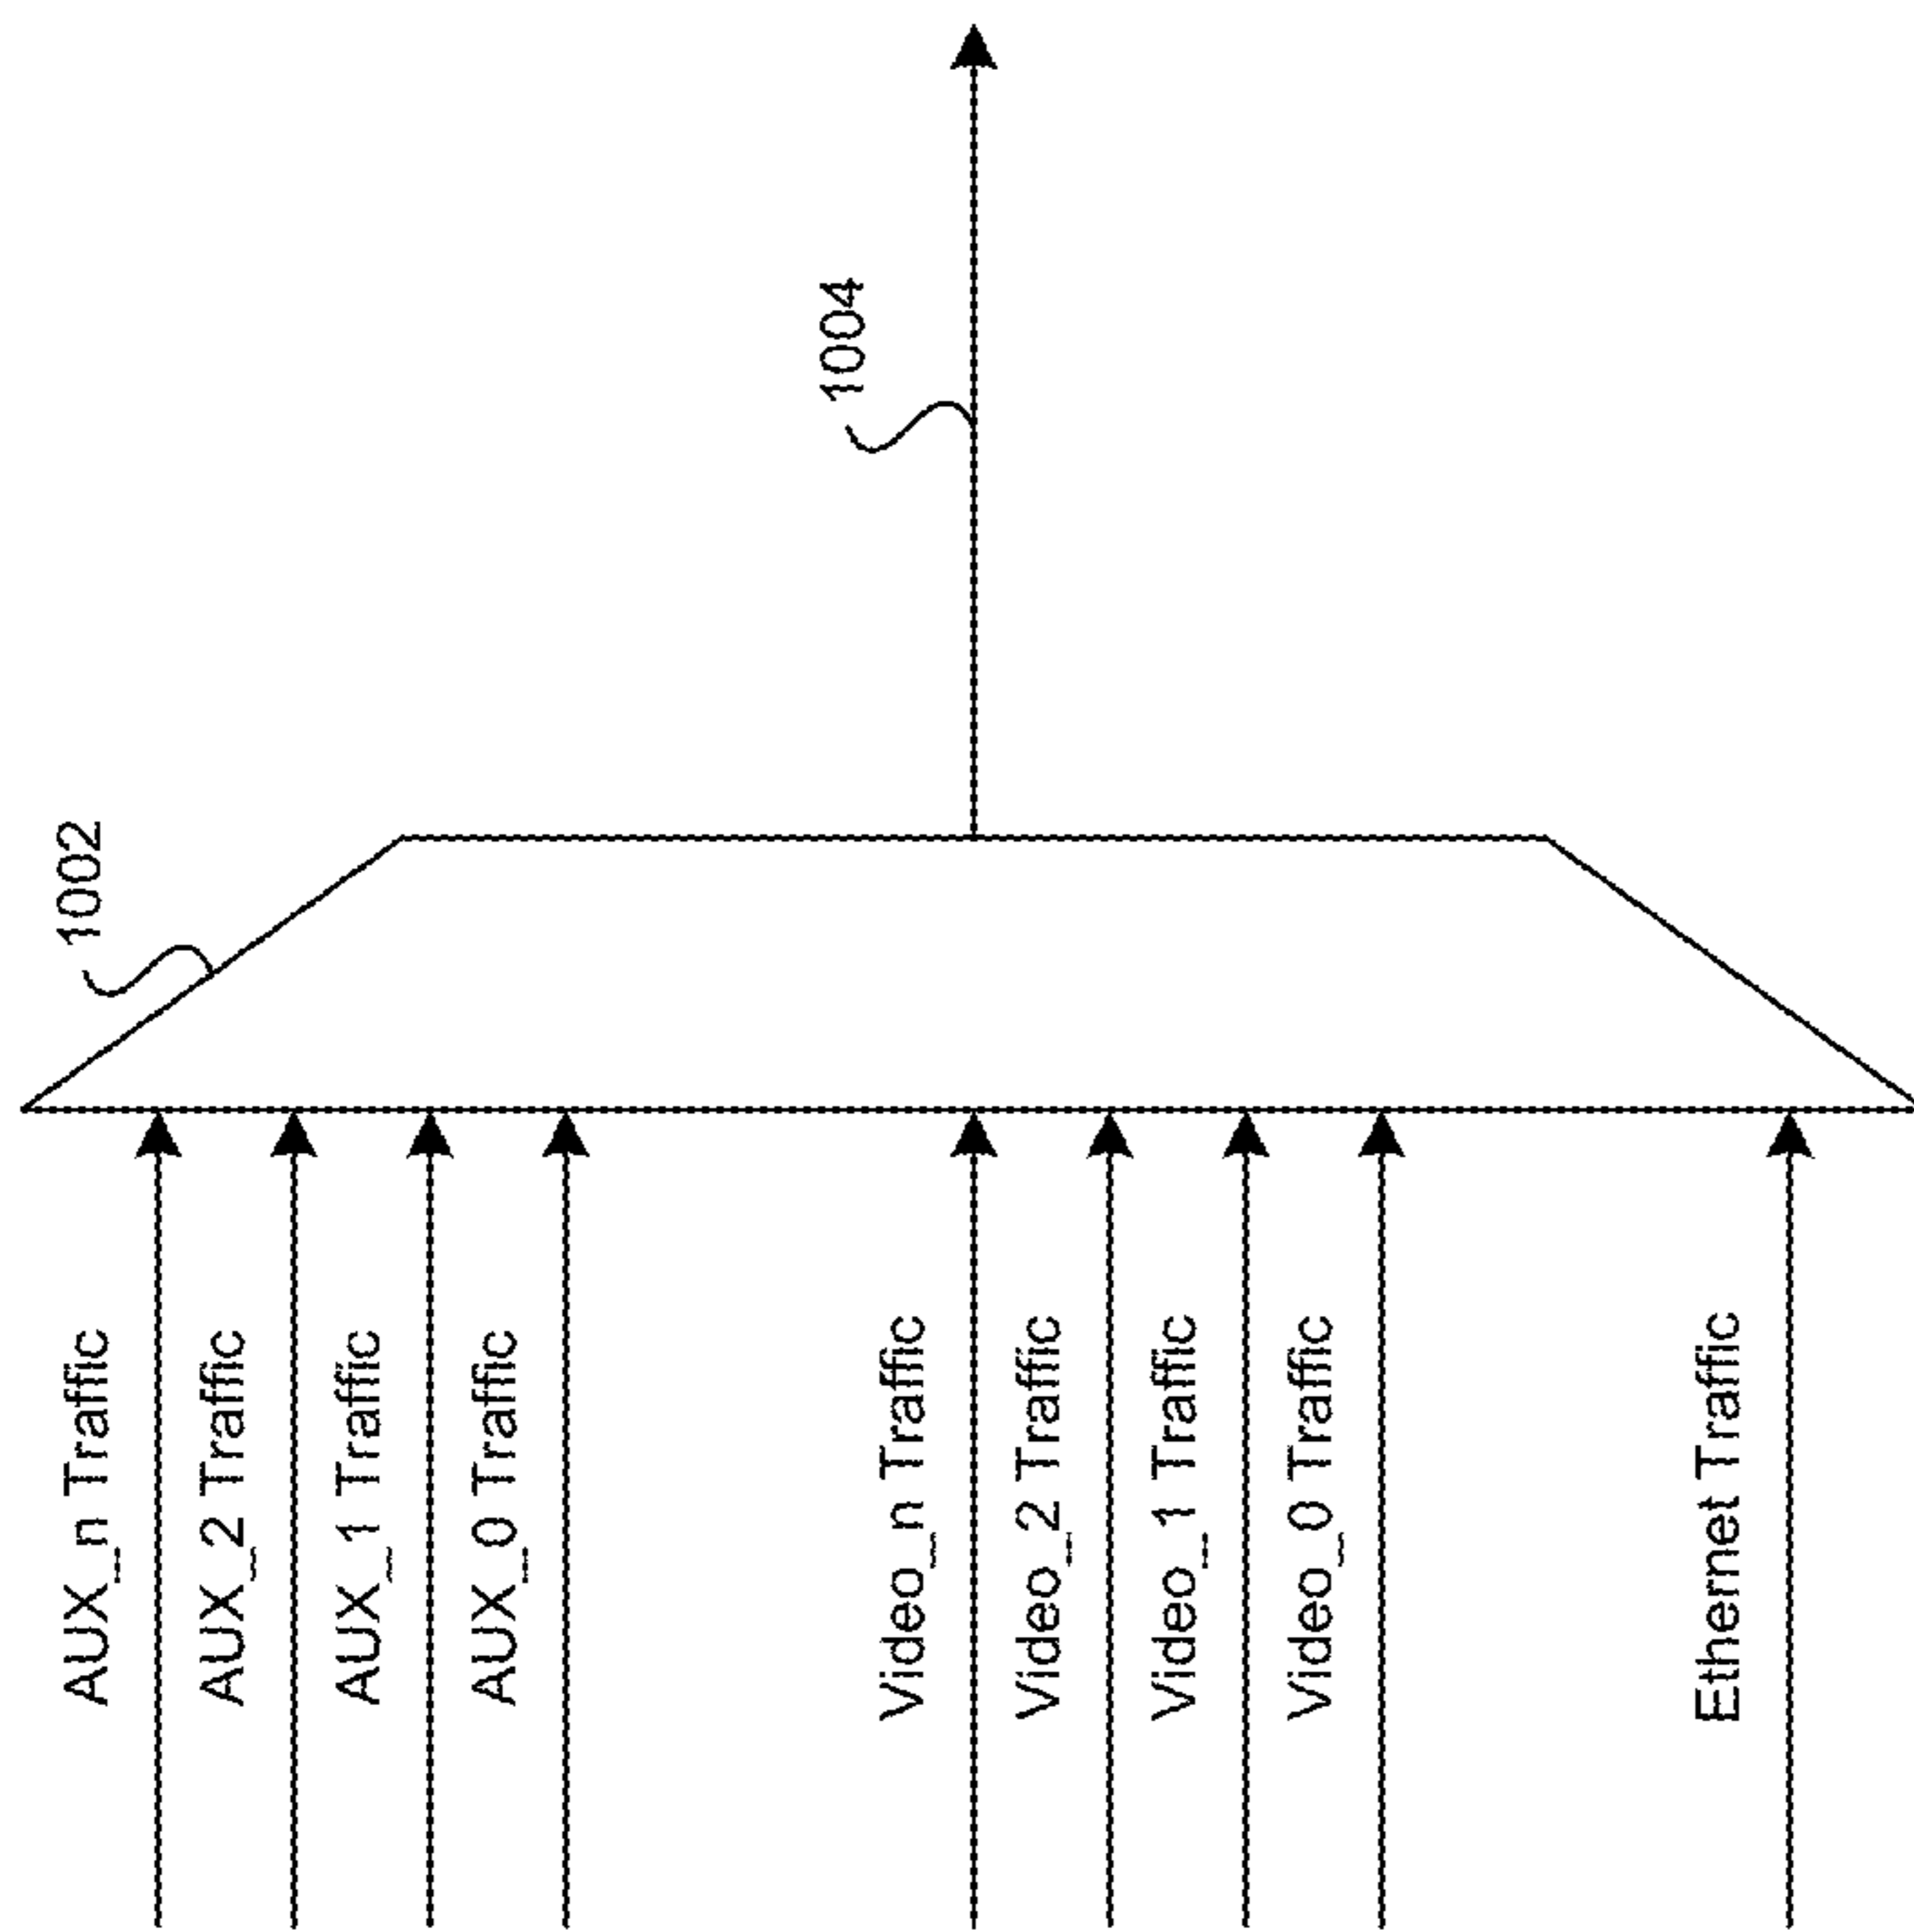 AUX_n Traffic
AUX_2 Traffic
AUX_1 Traffic
AUX_0 Traffic
Video_n Traffic
Video_2 Traffic
Video_1 Traffic
Video_0 Traffic
Ethernet Traffic
1002
1004